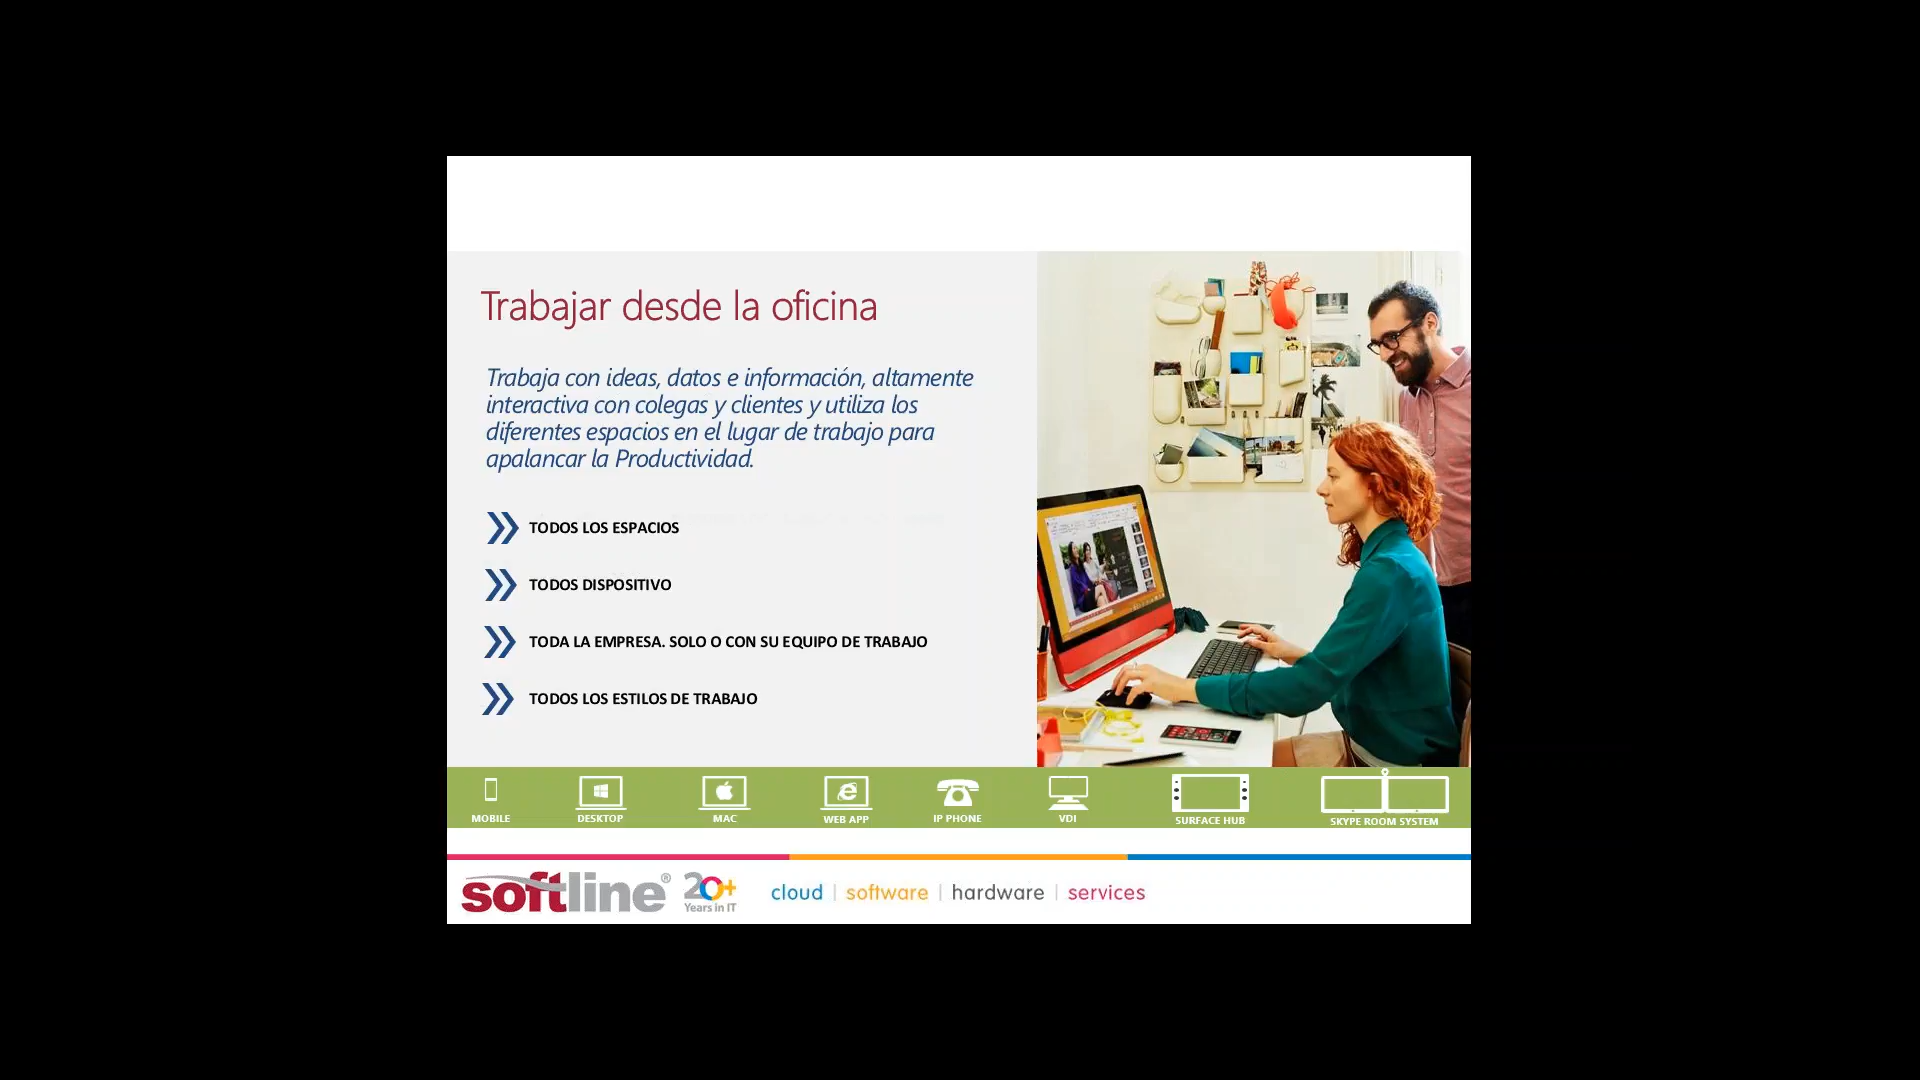 Trabajar desde la oficina
Trabaja con ideas, datos e información, altamente
interactiva con colegas y clientes y utiliza los
diferentes espacios en el lugar de trabajo para
apalancar la Productividad.
TODOS LOS ESPACIOS
TODOS DISPOSITIVO
TODA LA EMPRESA. SOLO O CON SU EQUIPO DE TRABAJO
TODOS LOS ESTILOS DE TRABAJO
MOBILE
DESKTOP
MAC
WEB APP
IP PHONE
VDI
SURFACE HUB
SKYPE ROOM SYSTEM
softline®
20+
Years in IT
cloud | software | hardware | services